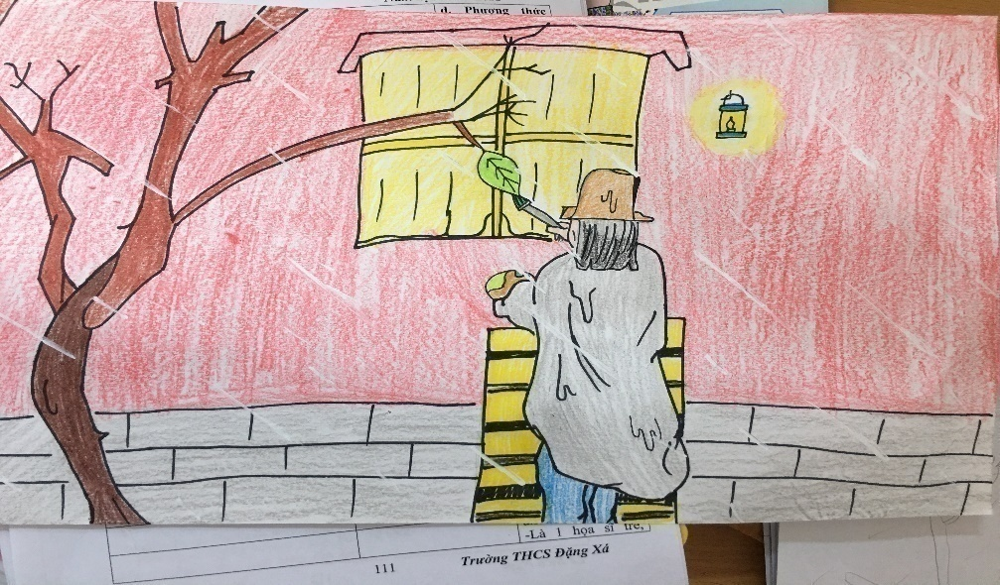 d. Phương thức
-Là 1 họa sĩ trẻ,
111
Trường THCS Đặng Xá